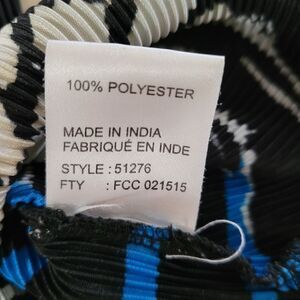 100% POLYESTER
MADE IN INDIA
FABRIQUÉ EN INDE
STYLE : 51276
FTY : FCC 021515